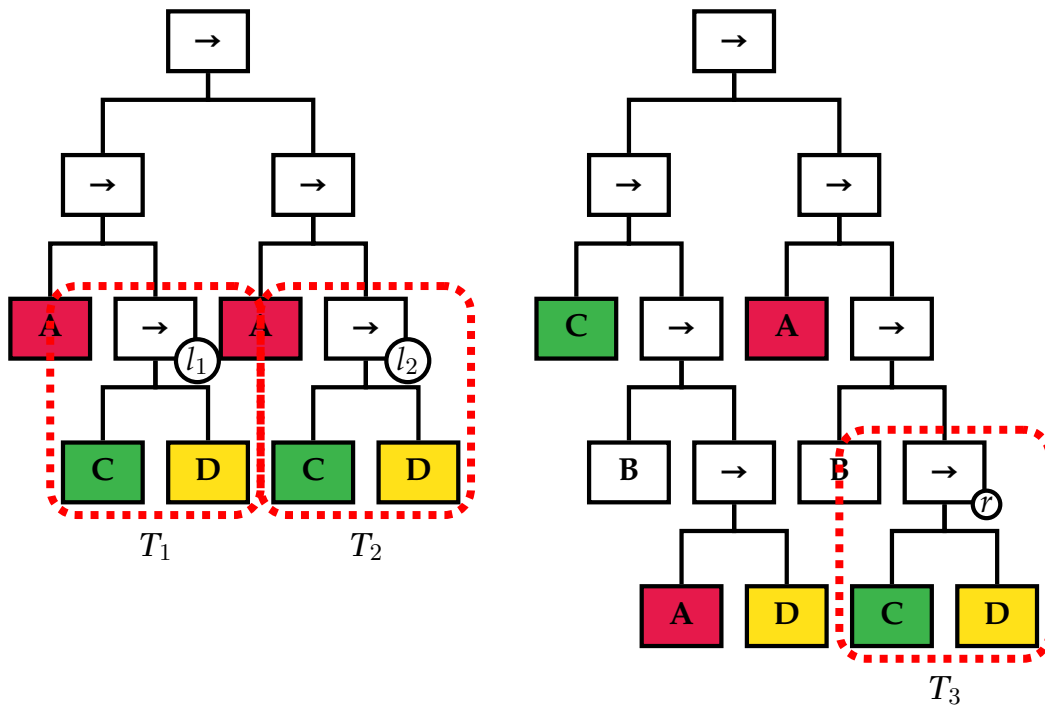 → →
→ → → →
A → A → C → A →
l₁ l₂
C D C D B → B →
r
T₁ T₂
A D C D
T₃